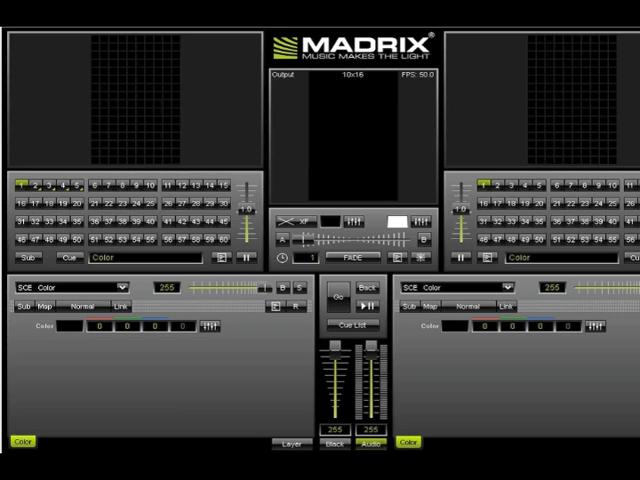 MADRIX®
MUSIC MAKES THE LIGHT
Output 10x16 FPS: 50.0
1 2 3 4 5 6 7 8 9 10 11 12 13 14 15
16 17 18 19 20 21 22 23 24 25 26 27 28 29 30
31 32 33 34 35 36 37 38 39 40 41 42 43 44 45
46 47 48 49 50 51 52 53 54 55 56 57 58 59 60
1.0
Sub Cue Color
XF
A B
1 FADE
1 2 3 4 5 6 7 8 9 10 11
16 17 18 19 20 21 22 23 24 25 26
31 32 33 34 35 36 37 38 39 40 41
46 47 48 49 50 51 52 53 54 55 56
1.0
Color Cu
SCE Color 255 B S
Sub Map Normal Link R
Color 0 0 0 0
Go Back
Cue List
255 255
Layer Black Audio
Color
SCE Color 255
Sub Map Normal Link
Color 0 0 0 0
Color